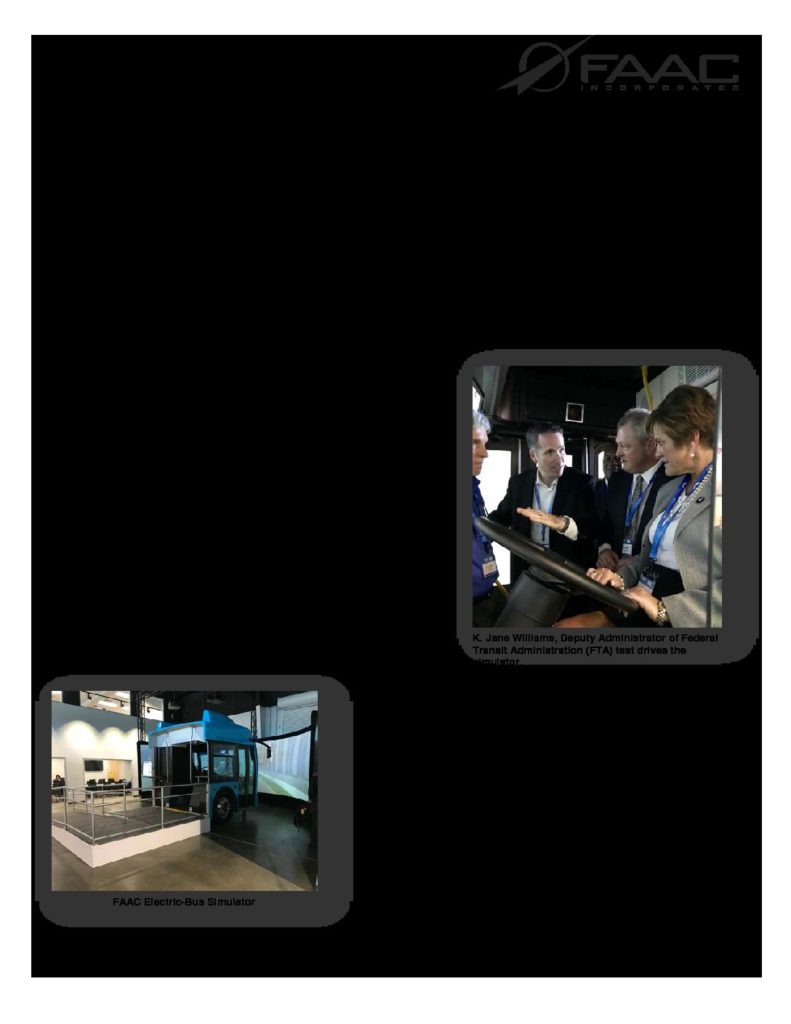 FAAC
INCORPORATED
K. Jane Williams, Deputy Administrator of Federal
Transit Administration (FTA) test drives the
simulator.
FAAC Electric-Bus Simulator